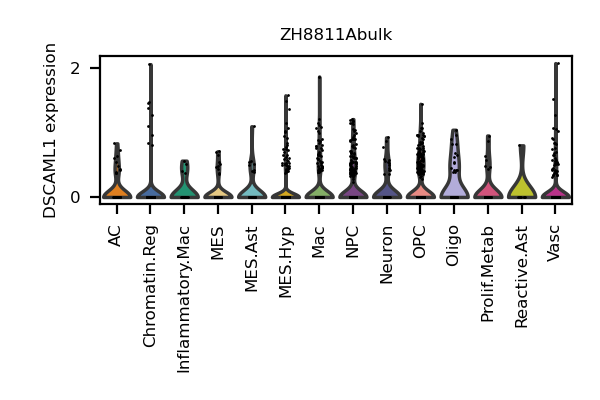 ZH8811Abulk
DSCAML1 expression
2
0
AC
Chromatin.Reg
Inflammatory.Mac
MES
MES.Ast
MES.Hyp
Mac
NPC
Neuron
OPC
Oligo
Prolif.Metab
Reactive.Ast
Vasc